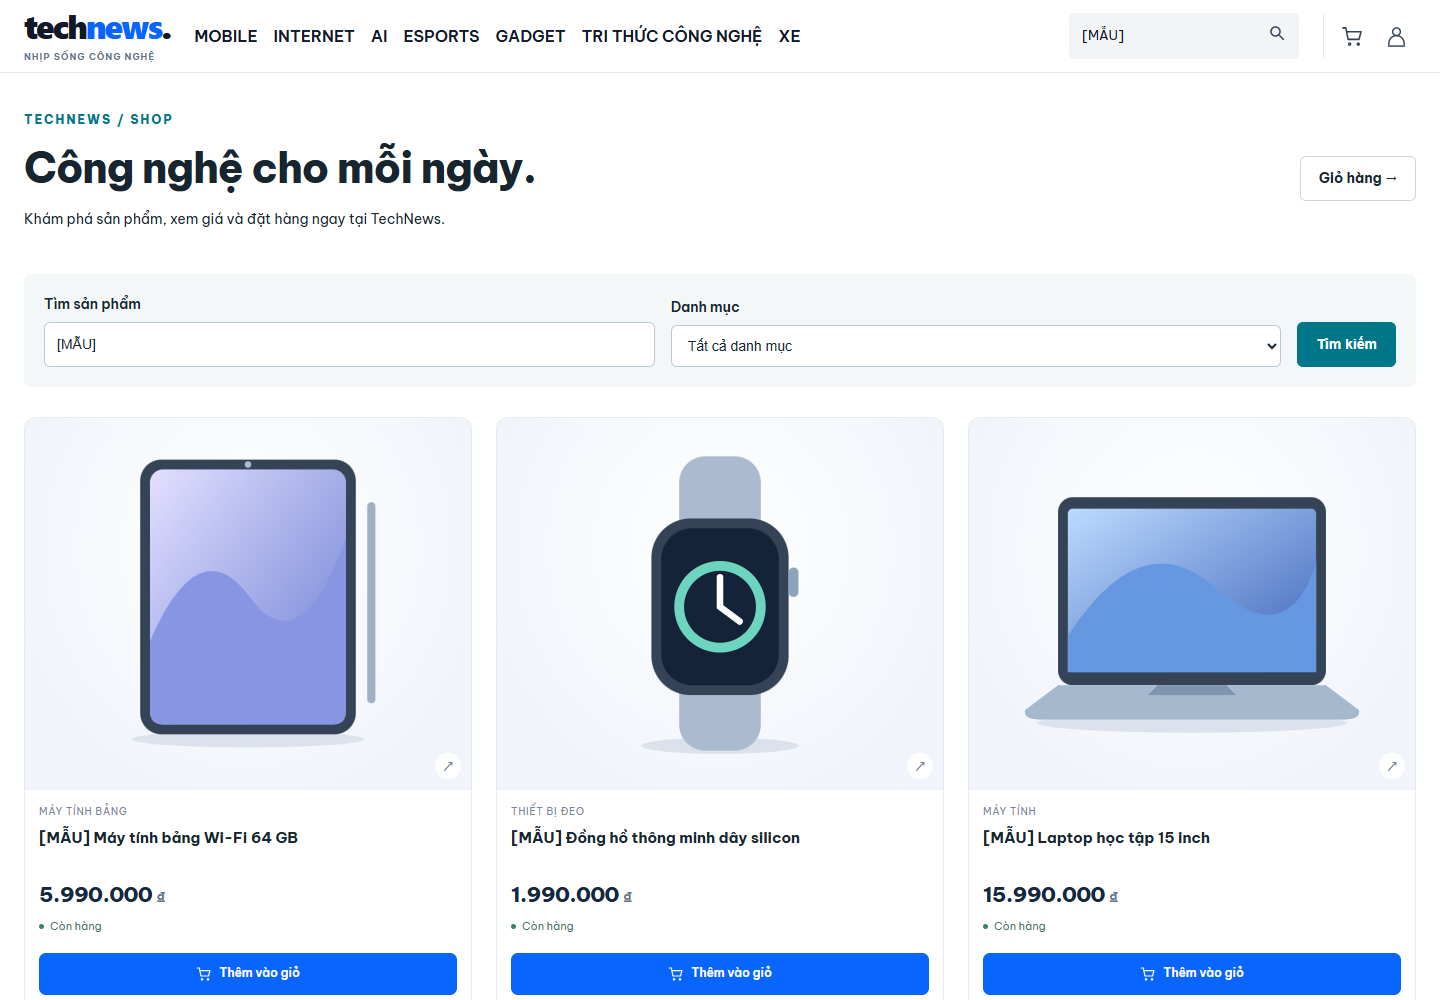 technews.
NHỊP SỐNG CÔNG NGHỆ
MOBILE INTERNET AI ESPORTS GADGET TRI THỨC CÔNG NGHỆ XE
[MẪU]
TECHNEWS / SHOP
Công nghệ cho mỗi ngày.
Khám phá sản phẩm, xem giá và đặt hàng ngay tại TechNews.
Giỏ hàng →
Tìm sản phẩm
[MẪU]
Danh mục
Tất cả danh mục
Tìm kiếm
MÁY TÍNH BẢNG
[MẪU] Máy tính bảng Wi-Fi 64 GB
5.990.000 ₫
Còn hàng
Thêm vào giỏ
THIẾT BỊ ĐEO
[MẪU] Đồng hồ thông minh dây silicon
1.990.000 ₫
Còn hàng
Thêm vào giỏ
MÁY TÍNH
[MẪU] Laptop học tập 15 inch
15.990.000 ₫
Còn hàng
Thêm vào giỏ